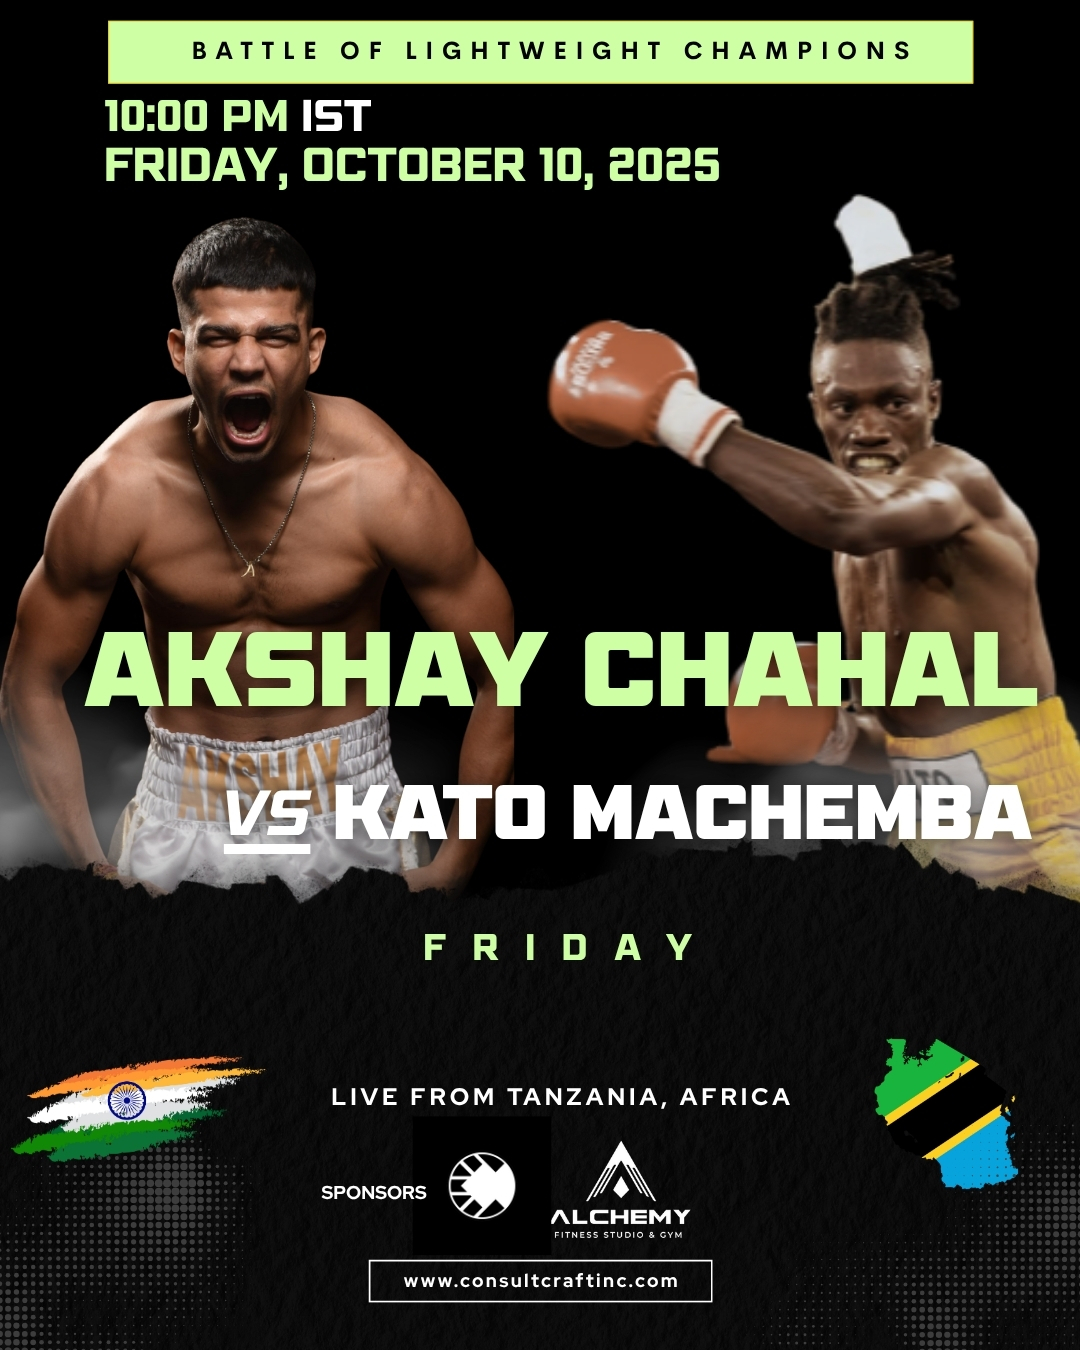 BATTLE OF LIGHTWEIGHT CHAMPIONS
10:00 PM IST
FRIDAY, OCTOBER 10, 2025
AKSHAY CHAHAL
AKSHAY
VS KATO MACHEMBA
FRIDAY
LIVE FROM TANZANIA, AFRICA
SPONSORS
ALCHEMY
FITNESS STUDIO & GYM
www.consultcraftinc.com